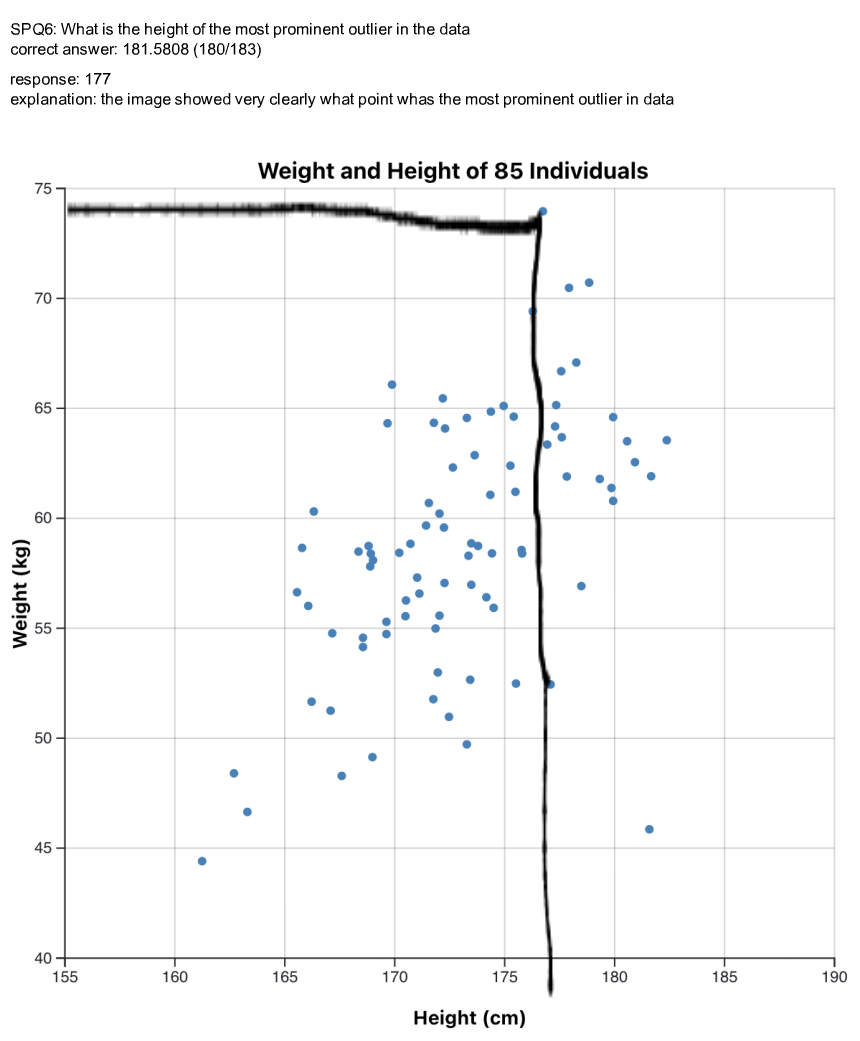 SPQ6: What is the height of the most prominent outlier in the data
correct answer: 181.5808 (180/183)
response: 177
explanation: the image showed very clearly what point whas the most prominent outlier in data
Weight and Height of 85 Individuals
75
70
65
60
55
50
45
40
Weight (kg)
155 160 165 170 175 180 185 190
Height (cm)